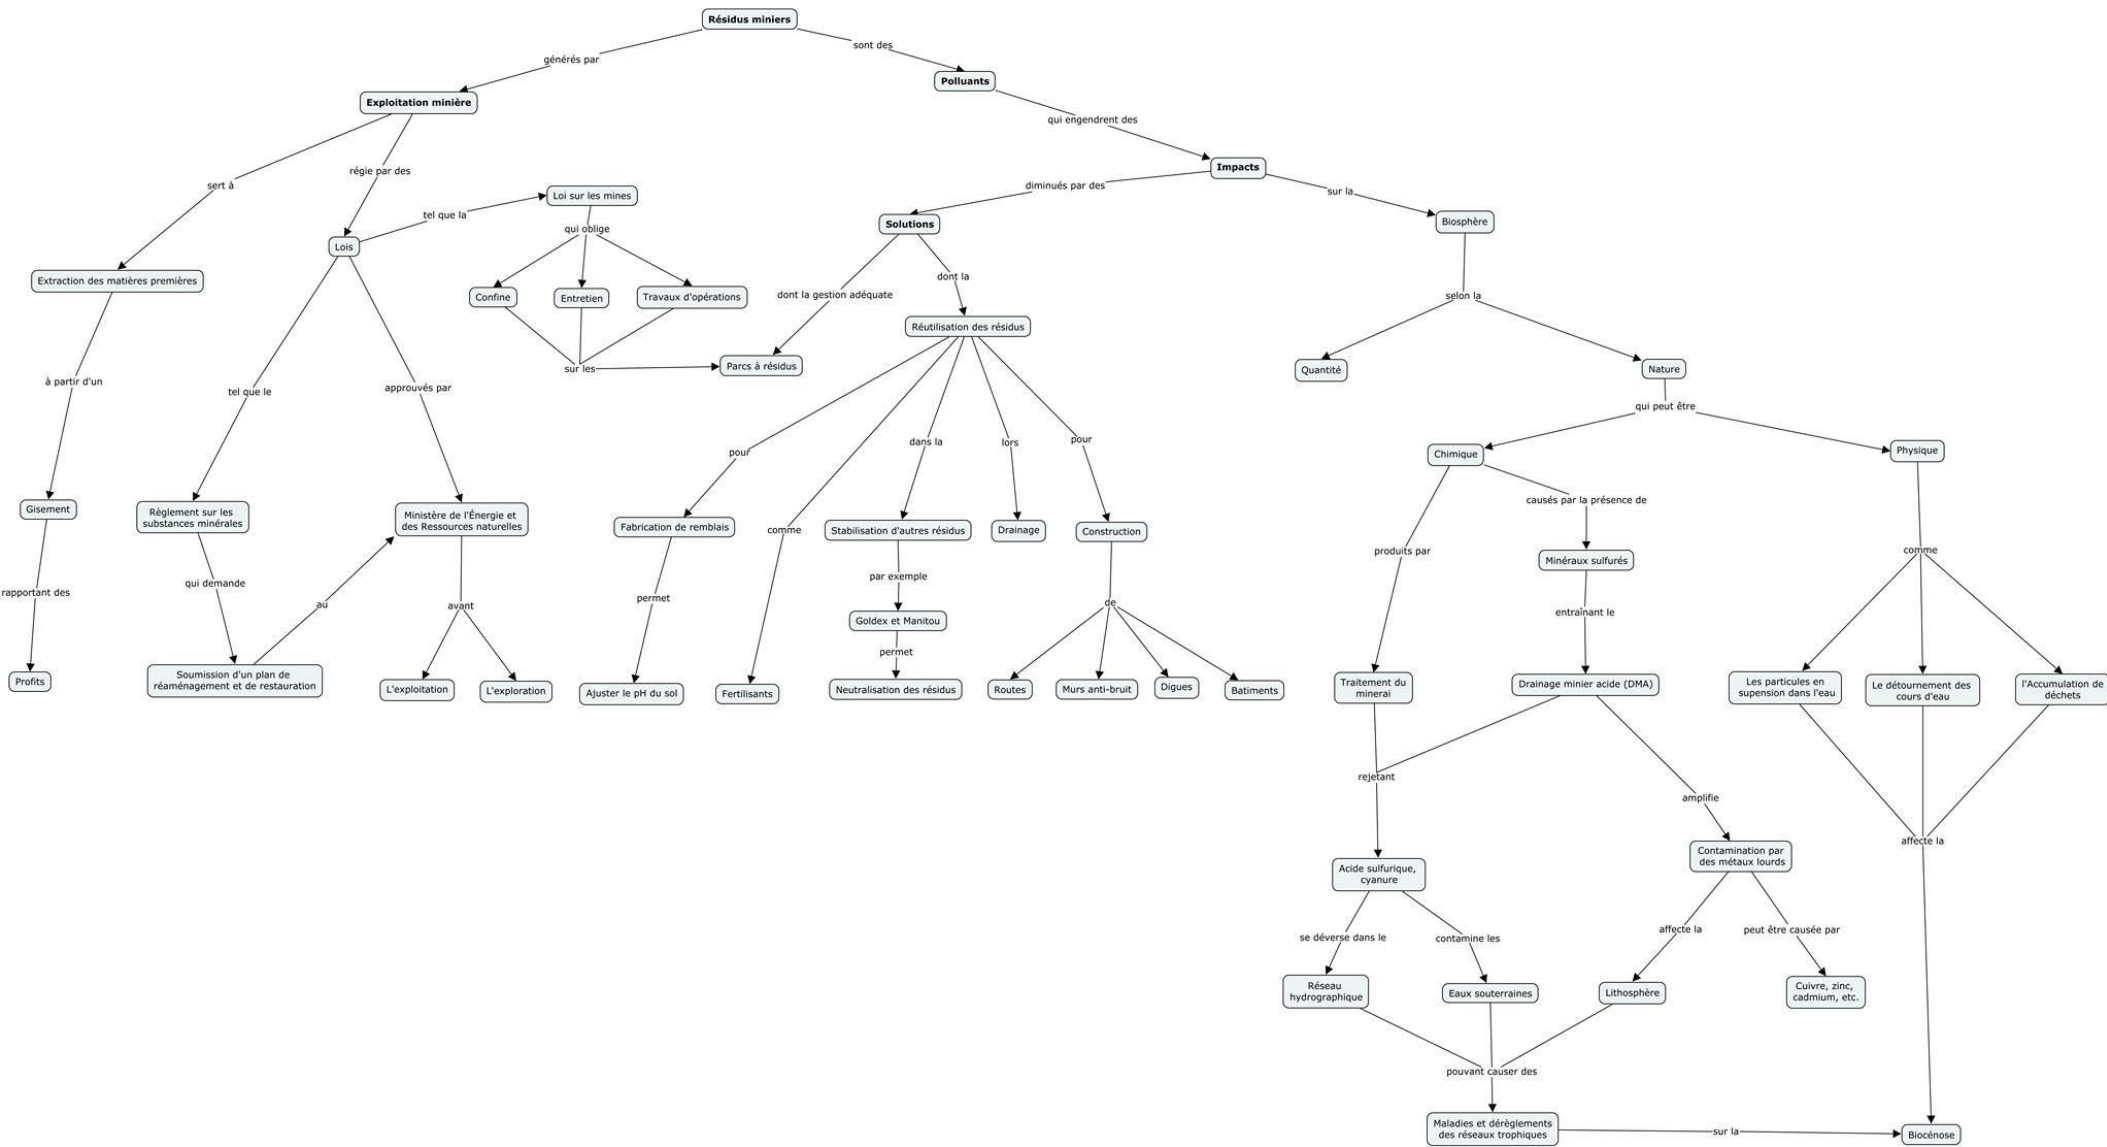 Résidus miniers
sont des
générés par
Polluants
Exploitation minière
qui engendrent des
Impacts
régie par des
diminués par des
sur la
sert à
Loi sur les mines
tel que la
Solutions
Biosphère
qui oblige
Lois
Extraction des matières premières
dont la
Confine
Entretien
Travaux d'opérations
dont la gestion adéquate
selon la
Réutilisation des résidus
sur les
Parcs à résidus
Quantité
Nature
à partir d'un
tel que le
approuvés par
qui peut être
pour
dans la
lors
pour
Chimique
Physique
causés par la présence de
Gisement
Règlement sur les
substances minérales
Ministère de l'Énergie et
des Ressources naturelles
Fabrication de remblais
comme
Stabilisation d'autres résidus
Drainage
Construction
produits par
Minéraux sulfurés
comme
qui demande
par exemple
rapportant des
au
avant
permet
de
entraînant le
Goldex et Manitou
permet
Profits
Soumission d'un plan de
réaménagement et de restauration
L'exploitation
L'exploration
Ajuster le pH du sol
Fertilisants
Neutralisation des résidus
Routes
Murs anti-bruit
Digues
Batiments
Traitement du
minerai
Drainage minier acide (DMA)
Les particules en
supension dans l'eau
Le détournement des
cours d'eau
l'Accumulation de
déchets
rejetant
amplifie
affecte la
Contamination par
des métaux lourds
Acide sulfurique,
cyanure
se déverse dans le
contamine les
affecte la
peut être causée par
Réseau
hydrographique
Eaux souterraines
Lithosphère
Cuivre, zinc,
cadmium, etc.
pouvant causer des
Maladies et dérèglements
des réseaux trophiques
sur la
Biocénose